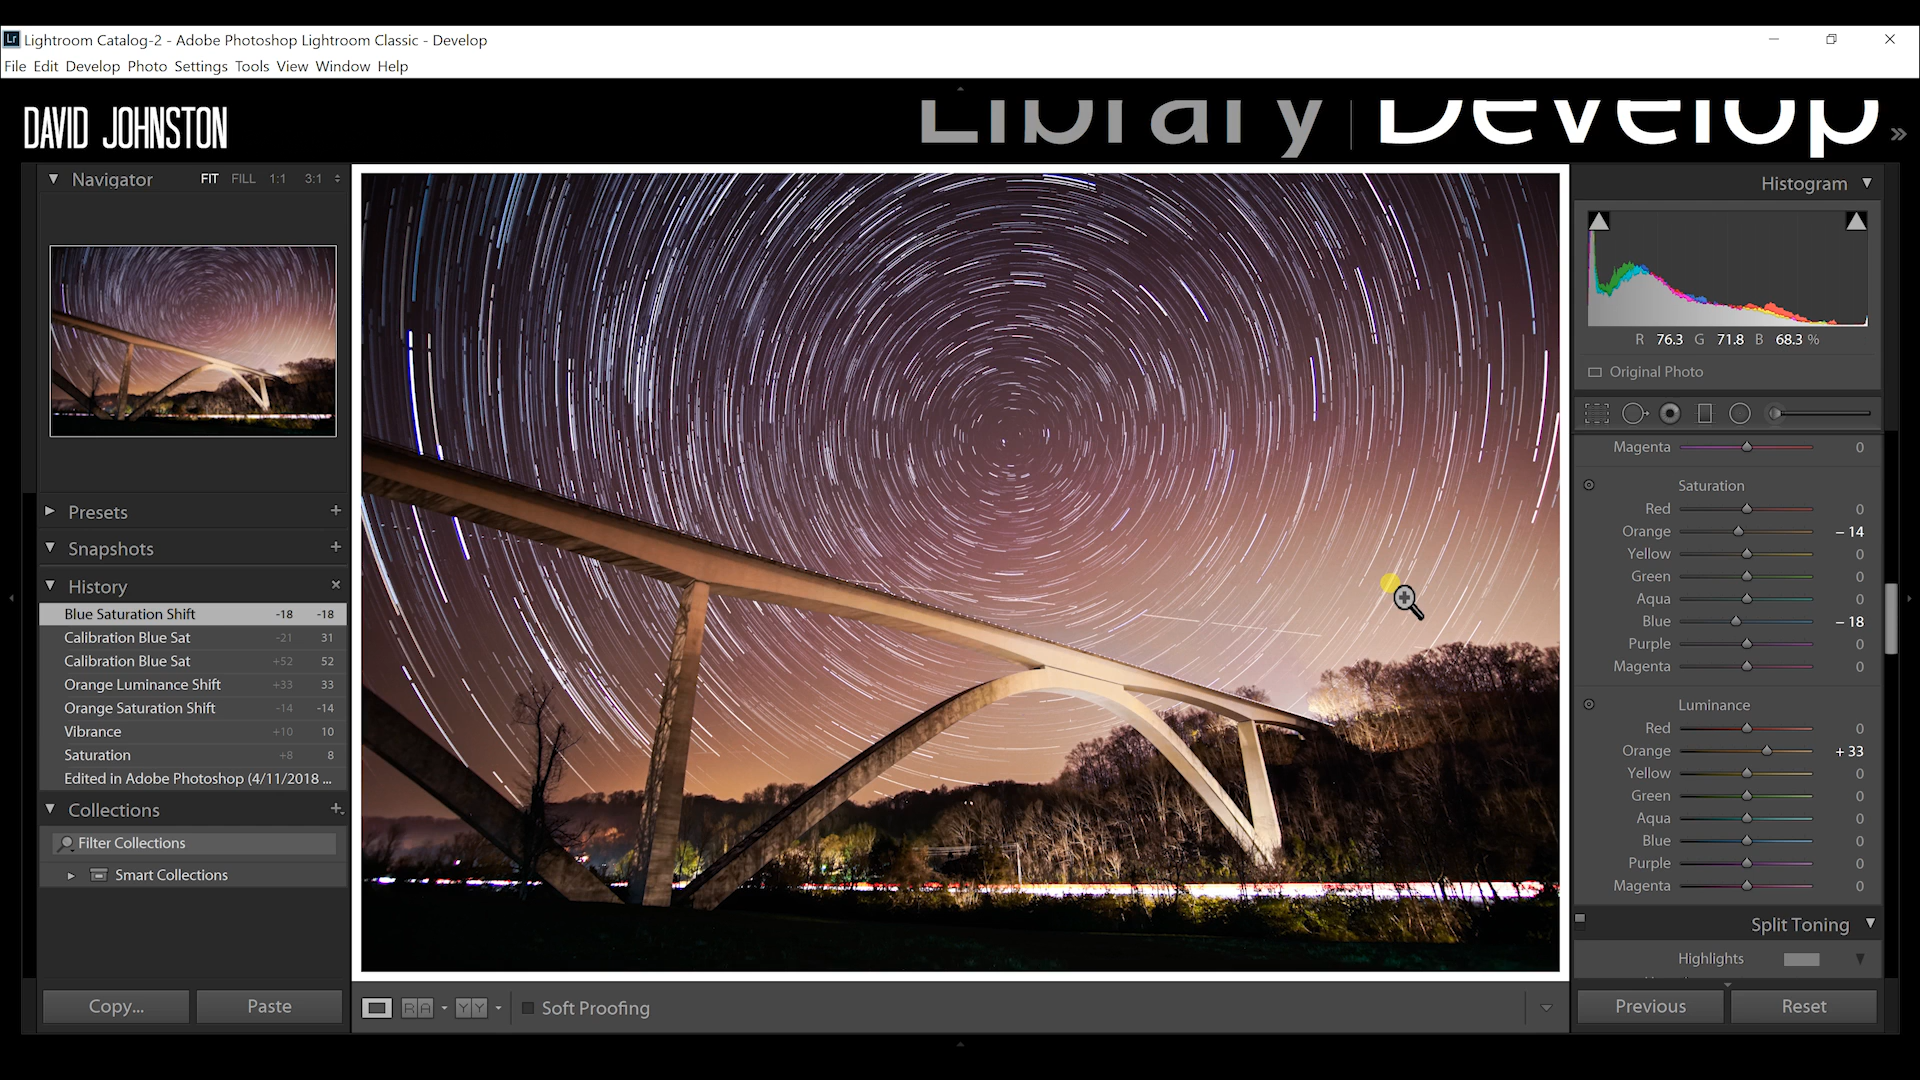 Lightroom Catalog-2 - Adobe Photoshop Lightroom Classic - Develop
File Edit Develop Photo Settings Tools View Window Help
DAVID JOHNSTON
Library | Develop
Navigator FIT FILL 1:1 3:1
Presets
Snapshots
History
Blue Saturation Shift -18 -18
Calibration Blue Sat -21 31
Calibration Blue Sat +52 52
Orange Luminance Shift +33 33
Orange Saturation Shift -14 -14
Vibrance +10 10
Saturation +8 8
Edited in Adobe Photoshop (4/11/2018 ...
Collections
Filter Collections
Smart Collections
Copy... Paste
Soft Proofing
Histogram
R 76.3 G 71.8 B 68.3 %
Original Photo
Magenta 0
Saturation
Red 0
Orange – 14
Yellow 0
Green 0
Aqua 0
Blue – 18
Purple 0
Magenta 0
Luminance
Red 0
Orange + 33
Yellow 0
Green 0
Aqua 0
Blue 0
Purple 0
Magenta 0
Split Toning
Highlights
Previous Reset